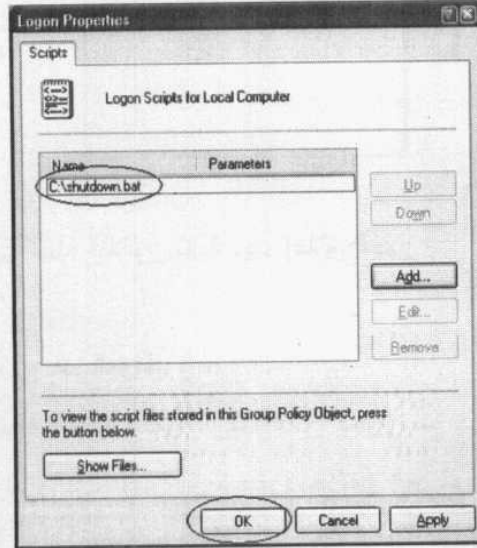 Logon Properties
Scripts
Logon Scripts for Local Computer
Name Parameters
C:\shutdown.bat
Up
Down
Add...
Edit...
Remove
To view the script files stored in this Group Policy Object, press
the button below.
Show Files...
OK Cancel Apply